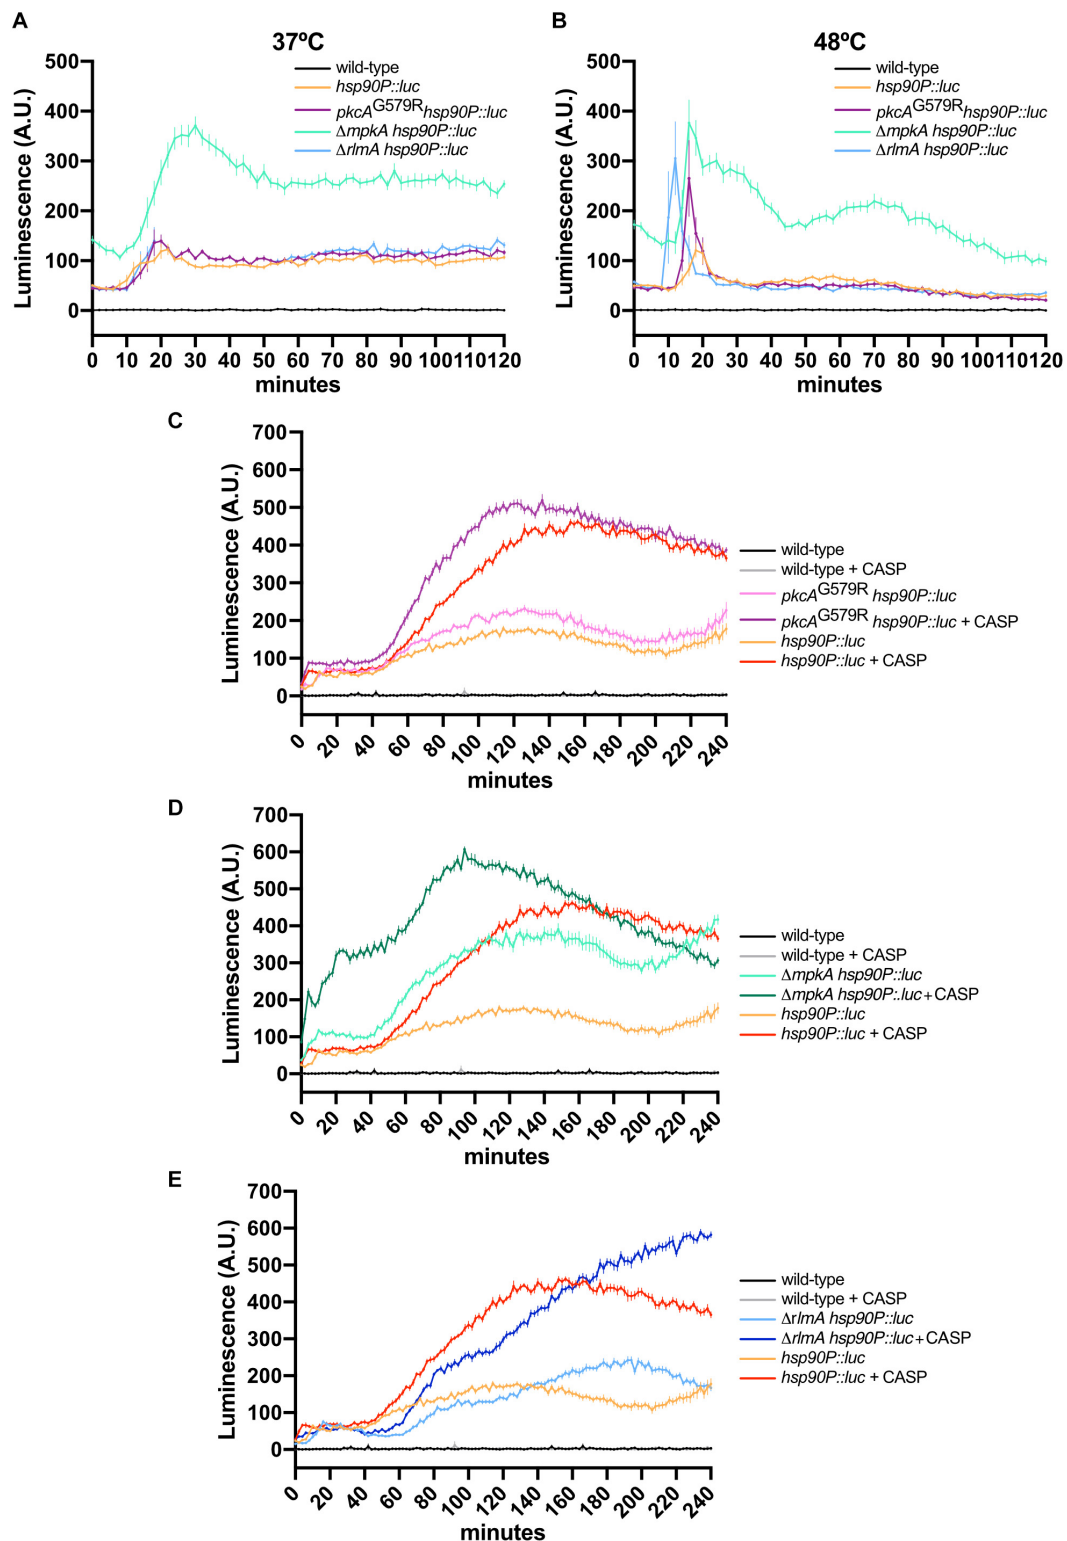 A
37ºC
500
400
300
200
100
0
Luminescence (A.U.)
0 10 20 30 40 50 60 70 80 90 100 110 120
minutes
wild-type
hsp90P::luc
pkcAG579R hsp90P::luc
ΔmpkA hsp90P::luc
ΔrlmA hsp90P::luc
B
48ºC
500
400
300
200
100
0
Luminescence (A.U.)
0 10 20 30 40 50 60 70 80 90 100110120
minutes
wild-type
hsp90P::luc
pkcAG579R hsp90P::luc
ΔmpkA hsp90P::luc
ΔrlmA hsp90P::luc
C
700
600
500
400
300
200
100
0
Luminescence (A.U.)
0 20 40 60 80 100 120 140 160 180 200 220 240
minutes
wild-type
wild-type + CASP
pkcAG579R hsp90P::luc
pkcAG579R hsp90P::luc + CASP
hsp90P::luc
hsp90P::luc + CASP
D
700
600
500
400
300
200
100
0
Luminescence (A.U.)
0 20 40 60 80 100 120 140 160 180 200 220 240
minutes
wild-type
wild-type + CASP
ΔmpkA hsp90P::luc
ΔmpkA hsp90P:.luc+CASP
hsp90P::luc
hsp90P::luc + CASP
E
700
600
500
400
300
200
100
0
Luminescence (A.U.)
0 20 40 60 80 100 120 140 160 180 200 220 240
minutes
wild-type
wild-type + CASP
ΔrlmA hsp90P::luc
ΔrlmA hsp90P::luc+CASP
hsp90P::luc
hsp90P::luc + CASP